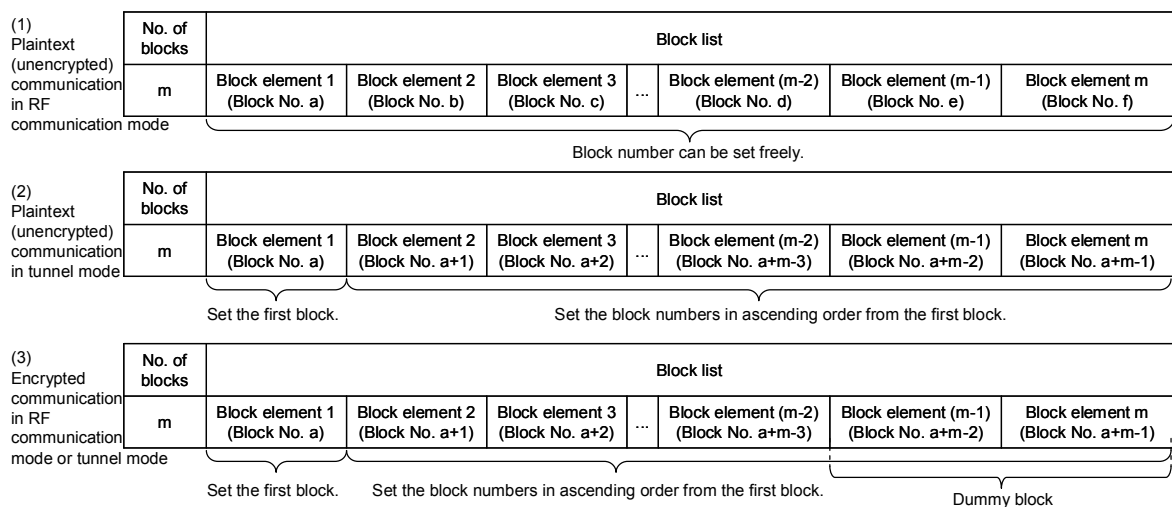 (1)
Plaintext
(unencrypted)
communication
in RF
communication mode
No. of
blocks
Block list
m
Block element 1
(Block No. a)
Block element 2
(Block No. b)
Block element 3
(Block No. c)
...
Block element (m-2)
(Block No. d)
Block element (m-1)
(Block No. e)
Block element m
(Block No. f)
Block number can be set freely.
(2)
Plaintext
(unencrypted)
communication
in tunnel mode
No. of
blocks
Block list
m
Block element 1
(Block No. a)
Block element 2
(Block No. a+1)
Block element 3
(Block No. a+2)
...
Block element (m-2)
(Block No. a+m-3)
Block element (m-1)
(Block No. a+m-2)
Block element m
(Block No. a+m-1)
Set the first block.
Set the block numbers in ascending order from the first block.
(3)
Encrypted
communication
in RF
communication
mode or tunnel mode
No. of
blocks
Block list
m
Block element 1
(Block No. a)
Block element 2
(Block No. a+1)
Block element 3
(Block No. a+2)
...
Block element (m-2)
(Block No. a+m-3)
Block element (m-1)
(Block No. a+m-2)
Block element m
(Block No. a+m-1)
Set the first block.
Set the block numbers in ascending order from the first block.
Dummy block